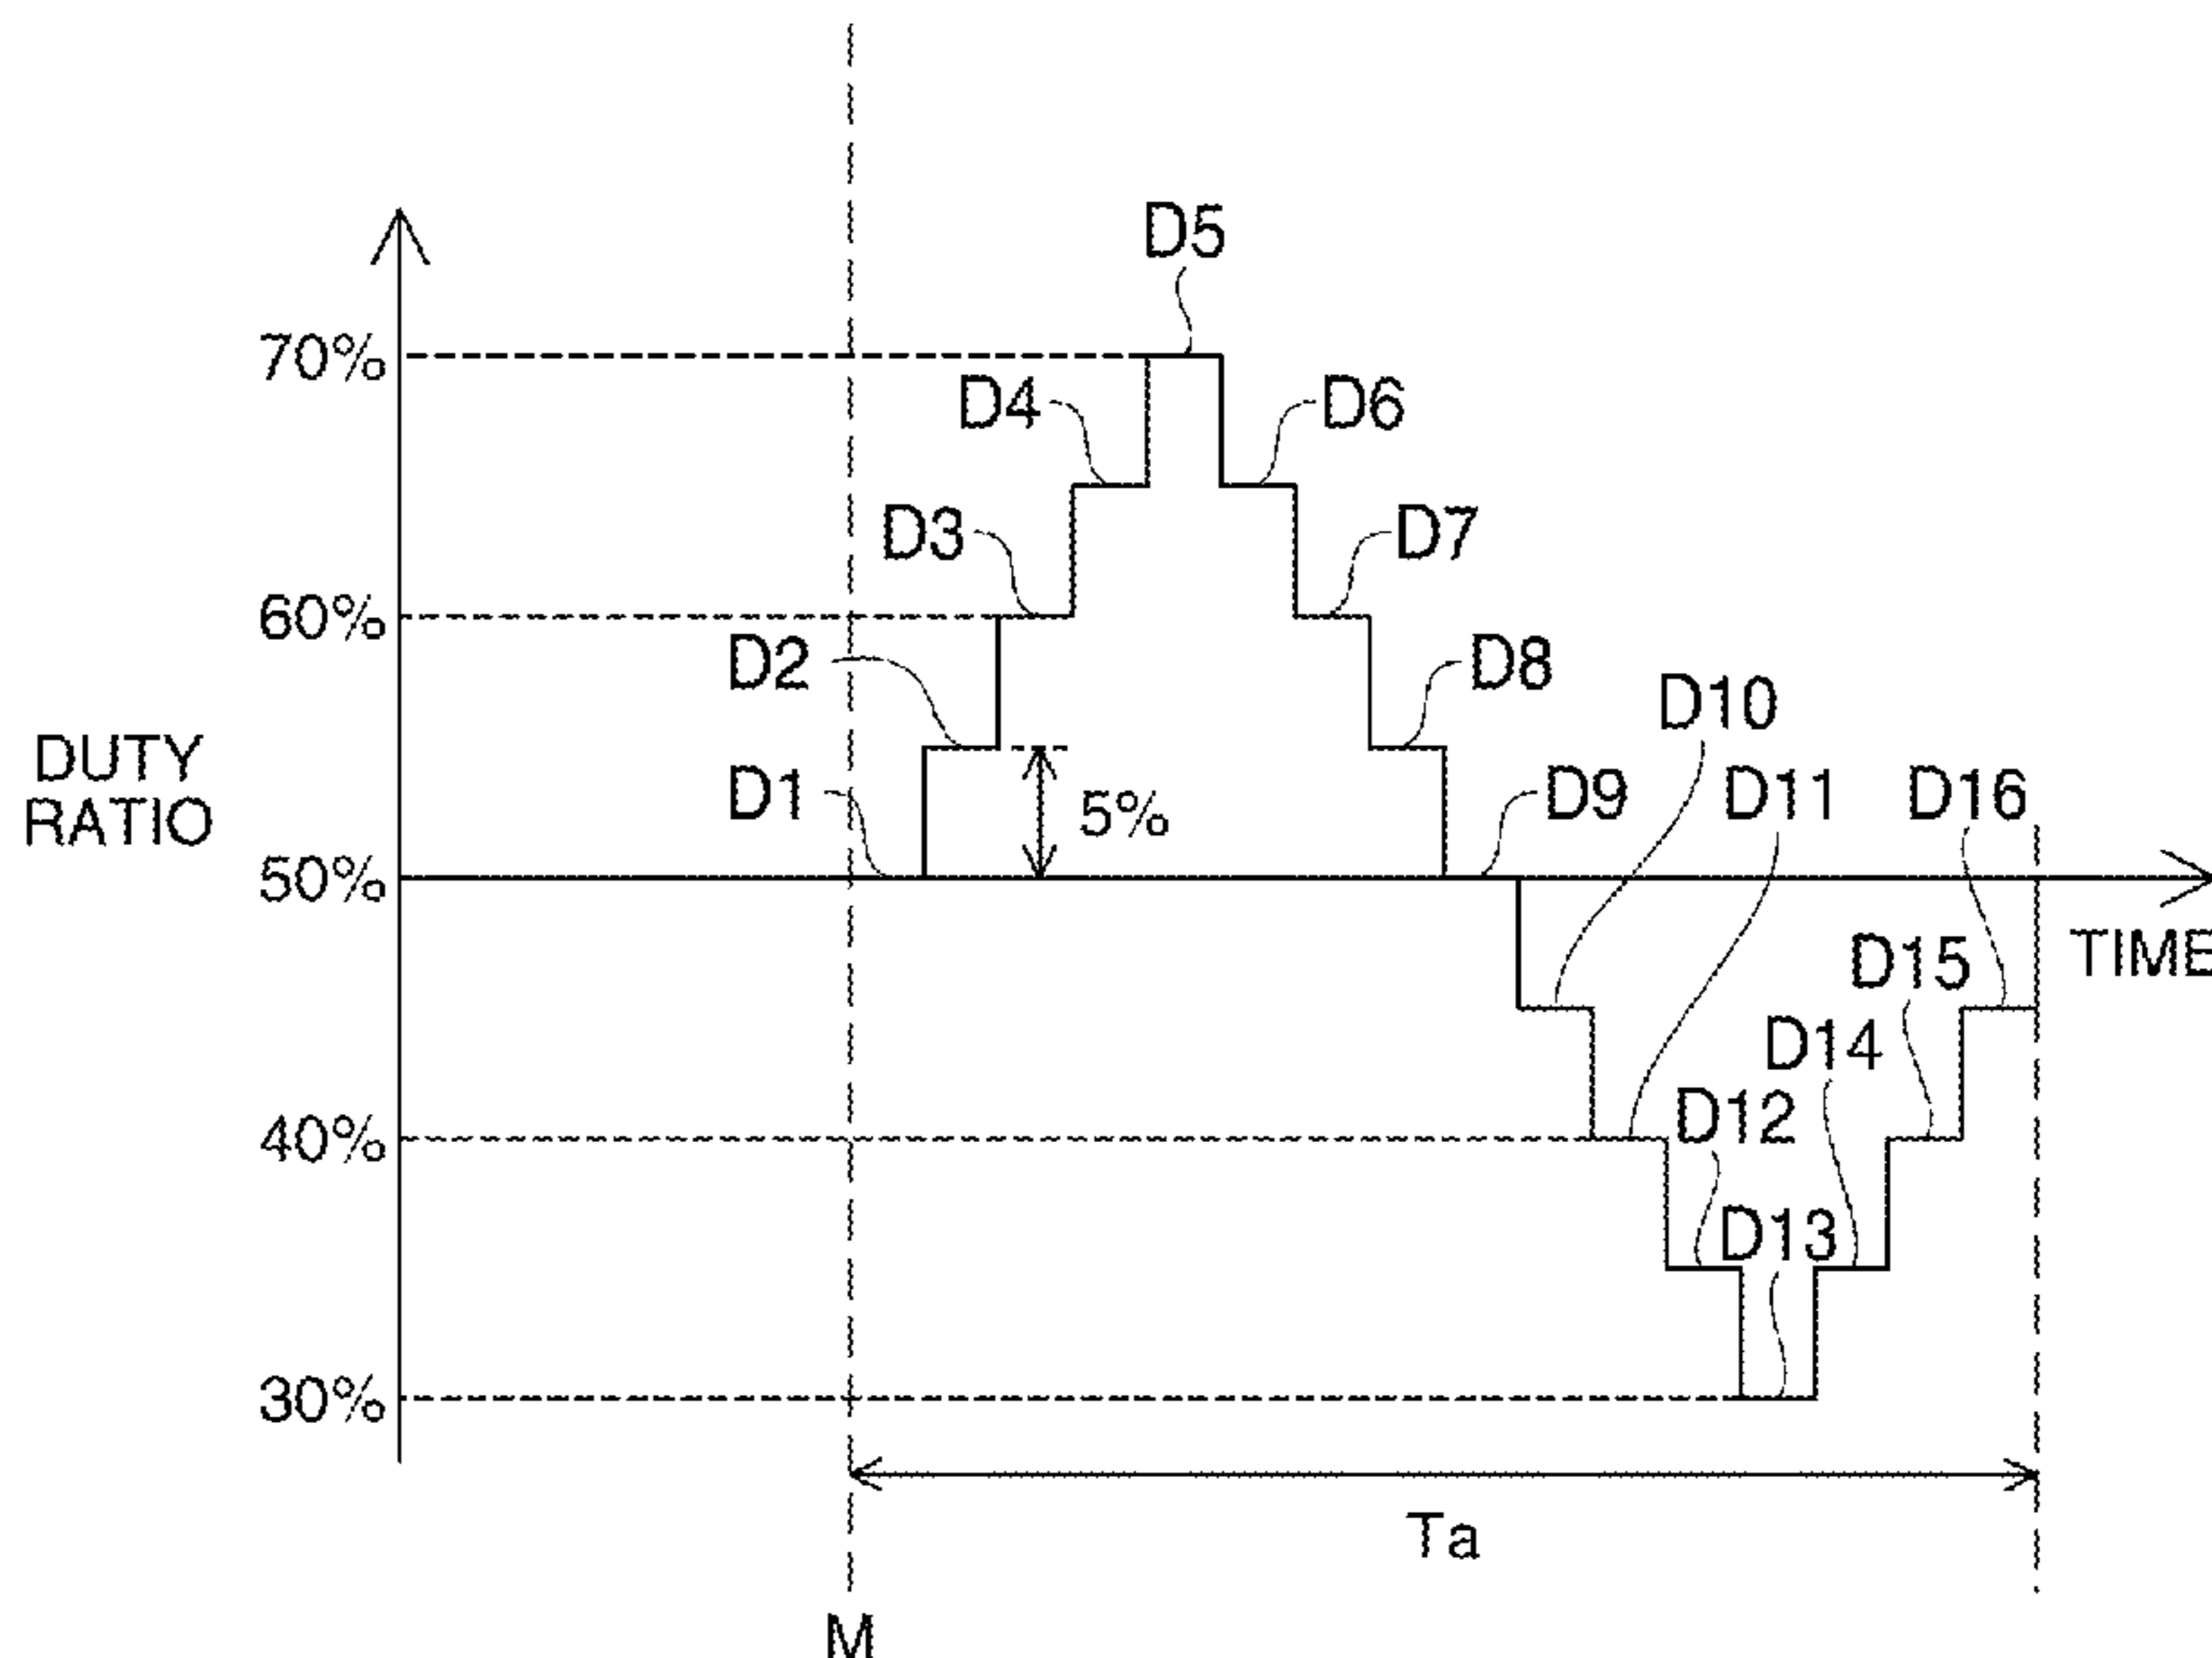 D5
70%
D4
D6
D3
D7
60%
D2
D8
D10
DUTY
RATIO
D1
5%
D9
D11
D16
50%
TIME
D15
D14
D12
40%
D13
30%
Ta
M